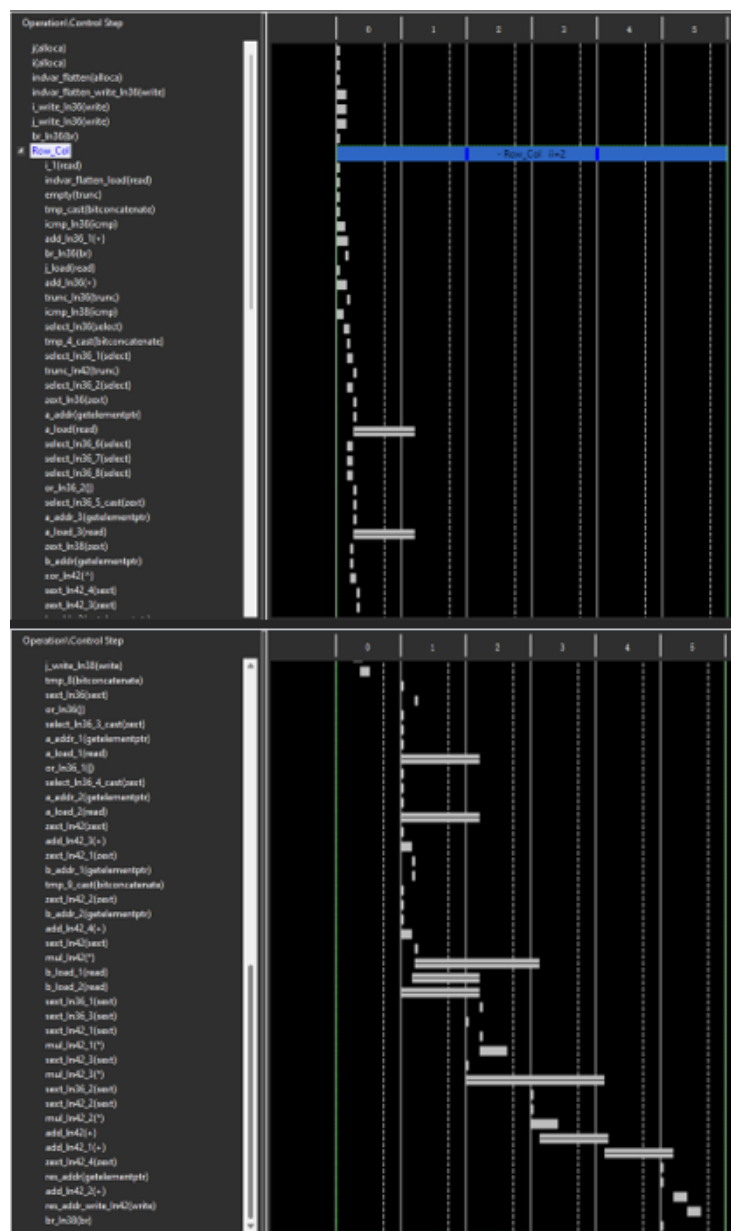 Operation\Control Step
0 1 2 3 4 5
j(alloca)
i(alloca)
indvar_flatten(alloca)
indvar_flatten_write_ln36(write)
i_write_ln36(write)
j_write_ln36(write)
br_ln36(br)
Row_Col
- Row_Col ii=2
i_1(read)
indvar_flatten_load(read)
empty(trunc)
tmp_cast(bitconcatenate)
icmp_ln36(icmp)
add_ln36_1(+)
br_ln36(br)
j_load(read)
add_ln36(+)
trunc_ln36(trunc)
icmp_ln38(icmp)
select_ln36(select)
tmp_4_cast(bitconcatenate)
select_ln36_1(select)
trunc_ln42(trunc)
select_ln36_2(select)
zext_ln36(zext)
a_addr(getelementptr)
a_load(read)
select_ln36_6(select)
select_ln36_7(select)
select_ln36_8(select)
or_ln36_2(|)
select_ln36_5_cast(zext)
a_addr_3(getelementptr)
a_load_3(read)
zext_ln38(zext)
b_addr(getelementptr)
xor_ln42(^)
sext_ln42_4(sext)
zext_ln42_3(zext)
Operation\Control Step
0 1 2 3 4 5
j_write_ln38(write)
tmp_8(bitconcatenate)
sext_ln36(sext)
or_ln36(|)
select_ln36_3_cast(zext)
a_addr_1(getelementptr)
a_load_1(read)
or_ln36_1(|)
select_ln36_4_cast(zext)
a_addr_2(getelementptr)
a_load_2(read)
zext_ln42(zext)
add_ln42_3(+)
zext_ln42_1(zext)
b_addr_1(getelementptr)
tmp_9_cast(bitconcatenate)
zext_ln42_2(zext)
b_addr_2(getelementptr)
add_ln42_4(+)
sext_ln42(sext)
mul_ln42(*)
b_load_1(read)
b_load_2(read)
sext_ln36_1(sext)
sext_ln36_3(sext)
sext_ln42_1(sext)
mul_ln42_1(*)
sext_ln42_3(sext)
mul_ln42_3(*)
sext_ln36_2(sext)
sext_ln42_2(sext)
mul_ln42_2(*)
add_ln42(+)
add_ln42_1(+)
zext_ln42_4(zext)
res_addr(getelementptr)
add_ln42_2(+)
res_addr_write_ln42(write)
br_ln38(br)